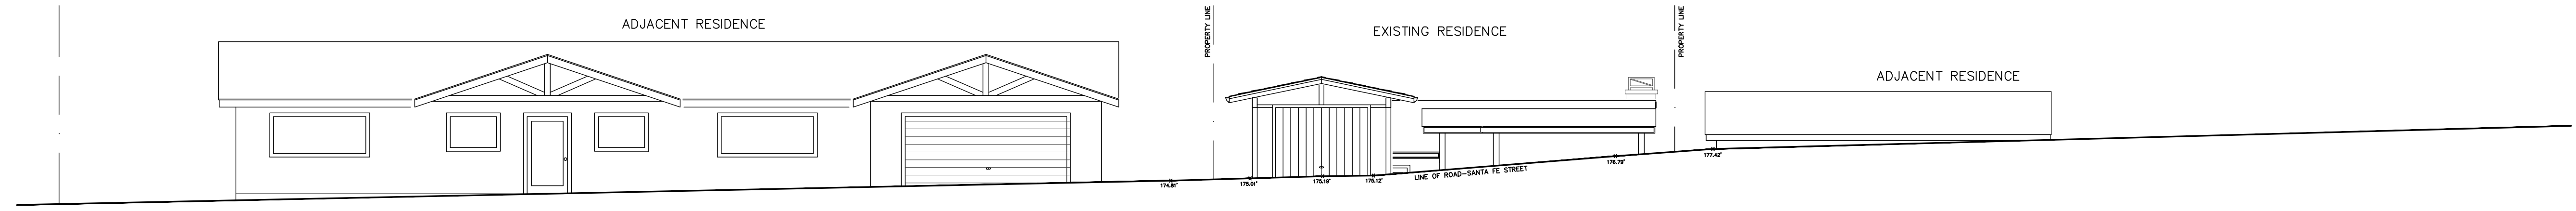 ADJACENT RESIDENCE
PROPERTY LINE
EXISTING RESIDENCE
PROPERTY LINE
ADJACENT RESIDENCE
174.81'
175.01'
175.19'
175.12'
LINE OF ROAD-SANTA FE STREET
176.79'
177.42'